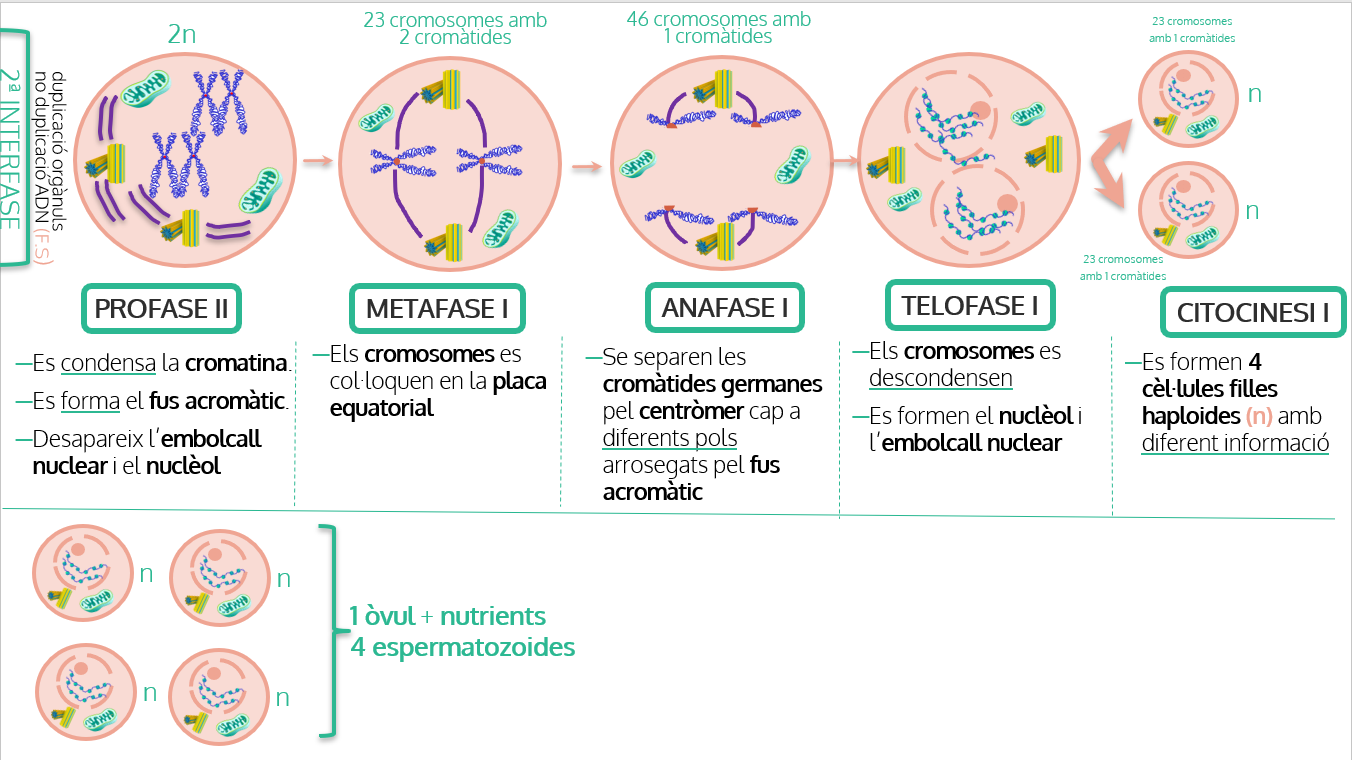 2ª INTERFASE
duplicació orgànuls
no duplicació ADN (F.S)
2n
23 cromosomes amb
2 cromàtides
46 cromosomes amb
1 cromàtides
23 cromosomes
amb 1 cromàtides
n
n
23 cromosomes
amb 1 cromàtides
PROFASE II
—Es condensa la cromatina.
—Es forma el fus acromàtic.
—Desapareix l’embolcall
nuclear i el nuclèol
METAFASE I
—Els cromosomes es
col·loquen en la placa
equatorial
ANAFASE I
—Se separen les
cromàtides germanes
pel centròmer cap a
diferents pols
arrosegats pel fus
acromàtic
TELOFASE I
—Els cromosomes es
descondensen
—Es formen el nuclèol i
l’embolcall nuclear
CITOCINESI I
—Es formen 4
cèl·lules filles
haploides (n) amb
diferent informació
n
n
n
n
1 òvul + nutrients
4 espermatozoides